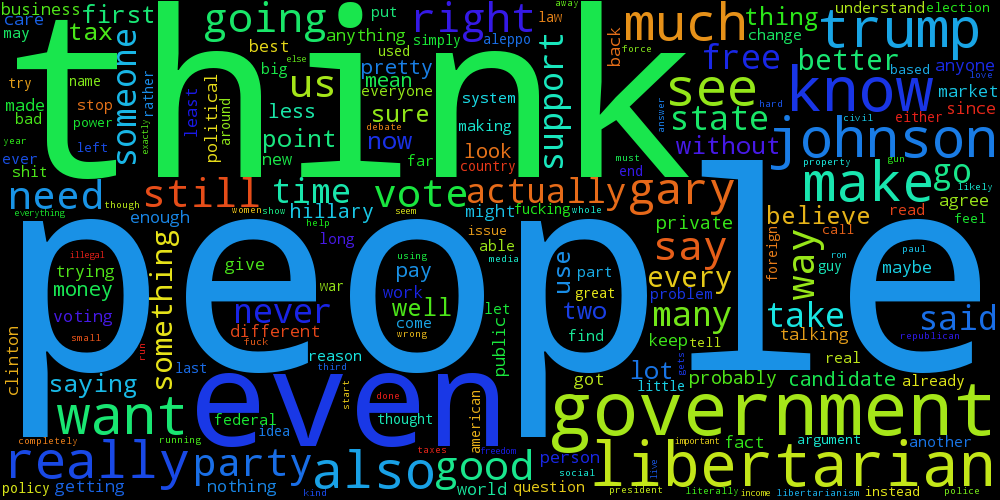 business
first
going
put
right
much
law
away
understand
election
care
tax
think
anything
best
used
simply
aleppo
back
thing
trump
may
someone
pretty
support
force
change
free
better
anyone
try
name
rather
least
political
big
else
us
mean
see
based
know
market
made
stop
around
less
everyone
system
state
since
bad
power
point
sure
making
answer
hard
without
either
love
year
left
exactly
new
now
debate
look
civil
johnson
ever
shit
far
country
must
end
property
gun
make
go
likely
need
still
time
vote
actually
gary
agree
though
everything
enough
women
show
hillary
might
fucking
whole
private
believe
read
feel
help
seem
issue
able
say
call
people
illegal
something
long
using
media
foreign
way
ron
paul
guy
maybe
trying
give
war
pay
well
use
part
every
money
work
great
problem
voting
never
come
let
two
many
take
said
small
different
wrong
public
find
keep
tell
talking
republican
clinton
run
fuck
reason
real
saying
last
third
got
lot
gets
probably
candidate
already
little
want
even
start
done
thought
american
government
federal
idea
completely
running
taxes
freedom
person
important
fact
argument
another
really
party
also
good
libertarian
nothing
world
question
social
live
policy
getting
kind
president
literally
income
libertarianism
instead
police